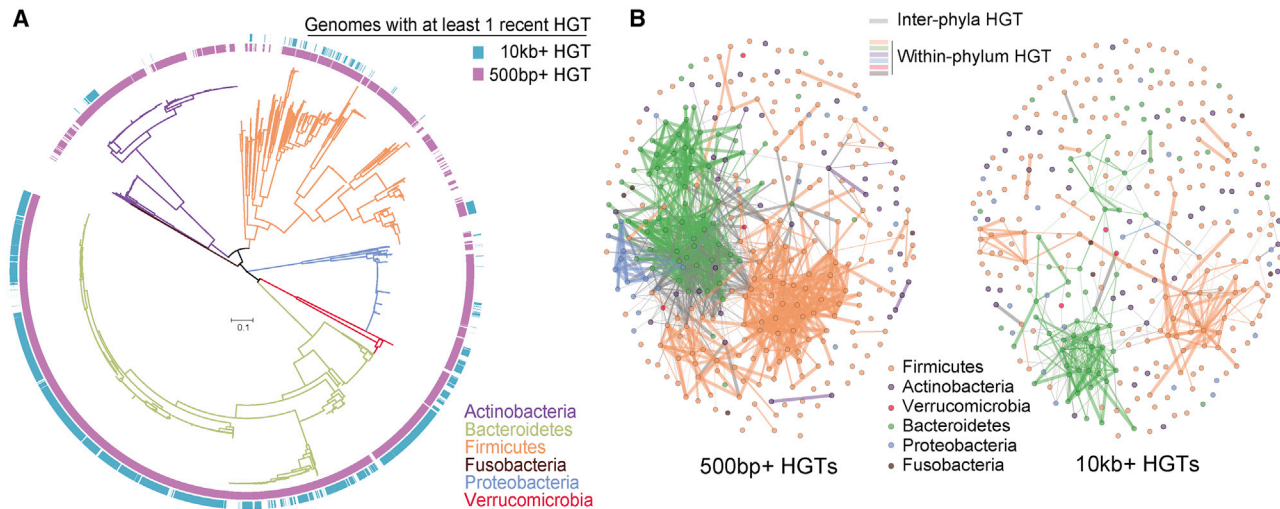 A
Genomes with at least 1 recent HGT
10kb+ HGT
500bp+ HGT
0.1
Actinobacteria
Bacteroidetes
Firmicutes
Fusobacteria
Proteobacteria
Verrucomicrobia
B
Inter-phyla HGT
Within-phylum HGT
Firmicutes
Actinobacteria
Verrucomicrobia
Bacteroidetes
Proteobacteria
Fusobacteria
500bp+ HGTs
10kb+ HGTs